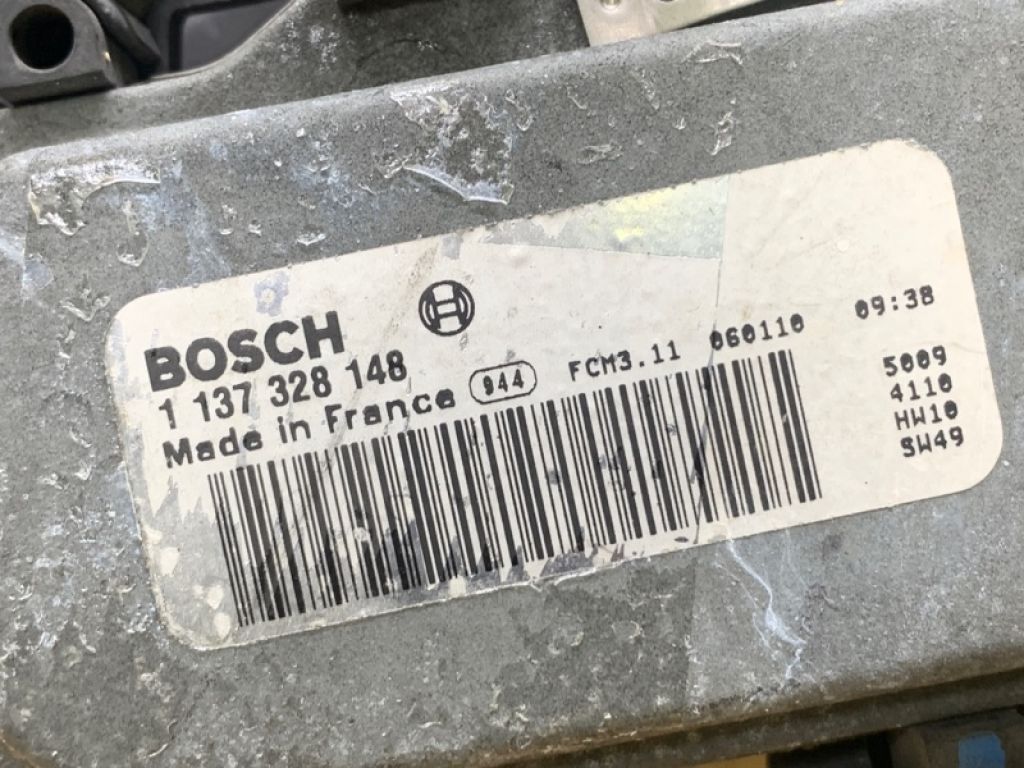 BOSCH
1 137 328 148
Made in France 944 FCM3.11 060110 09:38
5009
4110
HW10
SW49